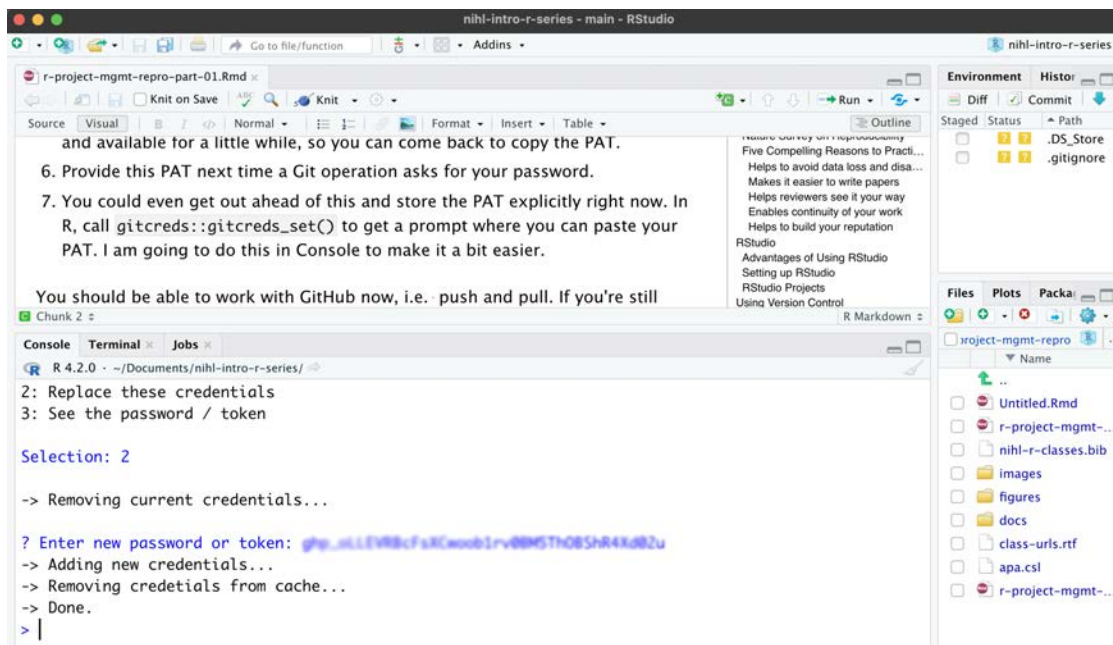 nihl-intro-r-series - main - RStudio
Go to file/function
Addins
nihl-intro-r-series
r-project-mgmt-repro-part-01.Rmd
Knit on Save
ABC
Knit
Run
Source Visual B I </> Normal Format Insert Table Outline
and available for a little while, so you can come back to copy the PAT.
6. Provide this PAT next time a Git operation asks for your password.
7. You could even get out ahead of this and store the PAT explicitly right now. In
R, call gitcreds::gitcreds_set() to get a prompt where you can paste your
PAT. I am going to do this in Console to make it a bit easier.
You should be able to work with GitHub now, i.e. push and pull. If you're still
Nature Survey on Reproducibility
Five Compelling Reasons to Practi...
Helps to avoid data loss and disa...
Makes it easier to write papers
Helps reviewers see it your way
Enables continuity of your work
Helps to build your reputation
RStudio
Advantages of Using RStudio
Setting up RStudio
RStudio Projects
Using Version Control
Chunk 2
R Markdown
Console Terminal Jobs
R 4.2.0 · ~/Documents/nihl-intro-r-series/
2: Replace these credentials
3: See the password / token
Selection: 2
-> Removing current credentials...
? Enter new password or token:
-> Adding new credentials...
-> Removing credetials from cache...
-> Done.
>
Environment Histor
Diff Commit
Staged Status Path
? ? .DS_Store
? ? .gitignore
Files Plots Packa
roject-mgmt-repro
Name
..
Untitled.Rmd
r-project-mgmt-...
nihl-r-classes.bib
images
figures
docs
class-urls.rtf
apa.csl
r-project-mgmt-...